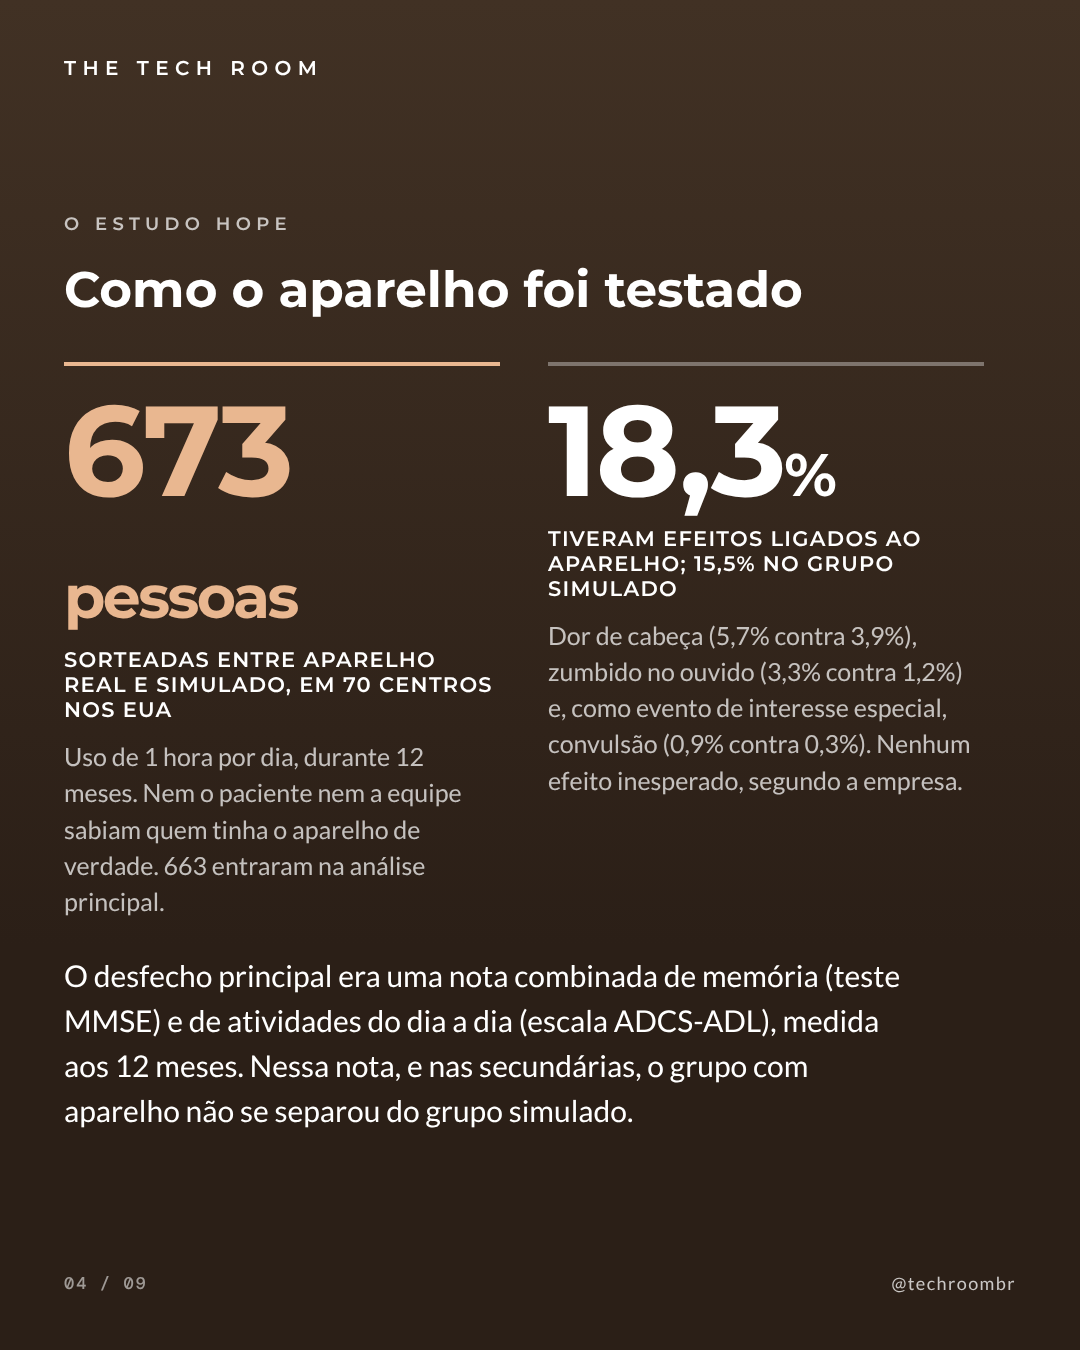 THE TECH ROOM
O ESTUDO HOPE
Como o aparelho foi testado
673
pessoas
SORTEADAS ENTRE APARELHO
REAL E SIMULADO, EM 70 CENTROS
NOS EUA
Uso de 1 hora por dia, durante 12
meses. Nem o paciente nem a equipe
sabiam quem tinha o aparelho de
verdade. 663 entraram na análise
principal.
18,3%
TIVERAM EFEITOS LIGADOS AO
APARELHO; 15,5% NO GRUPO
SIMULADO
Dor de cabeça (5,7% contra 3,9%),
zumbido no ouvido (3,3% contra 1,2%)
e, como evento de interesse especial,
convulsão (0,9% contra 0,3%). Nenhum
efeito inesperado, segundo a empresa.
O desfecho principal era uma nota combinada de memória (teste
MMSE) e de atividades do dia a dia (escala ADCS-ADL), medida
aos 12 meses. Nessa nota, e nas secundárias, o grupo com
aparelho não se separou do grupo simulado.
04 / 09
@techroombr